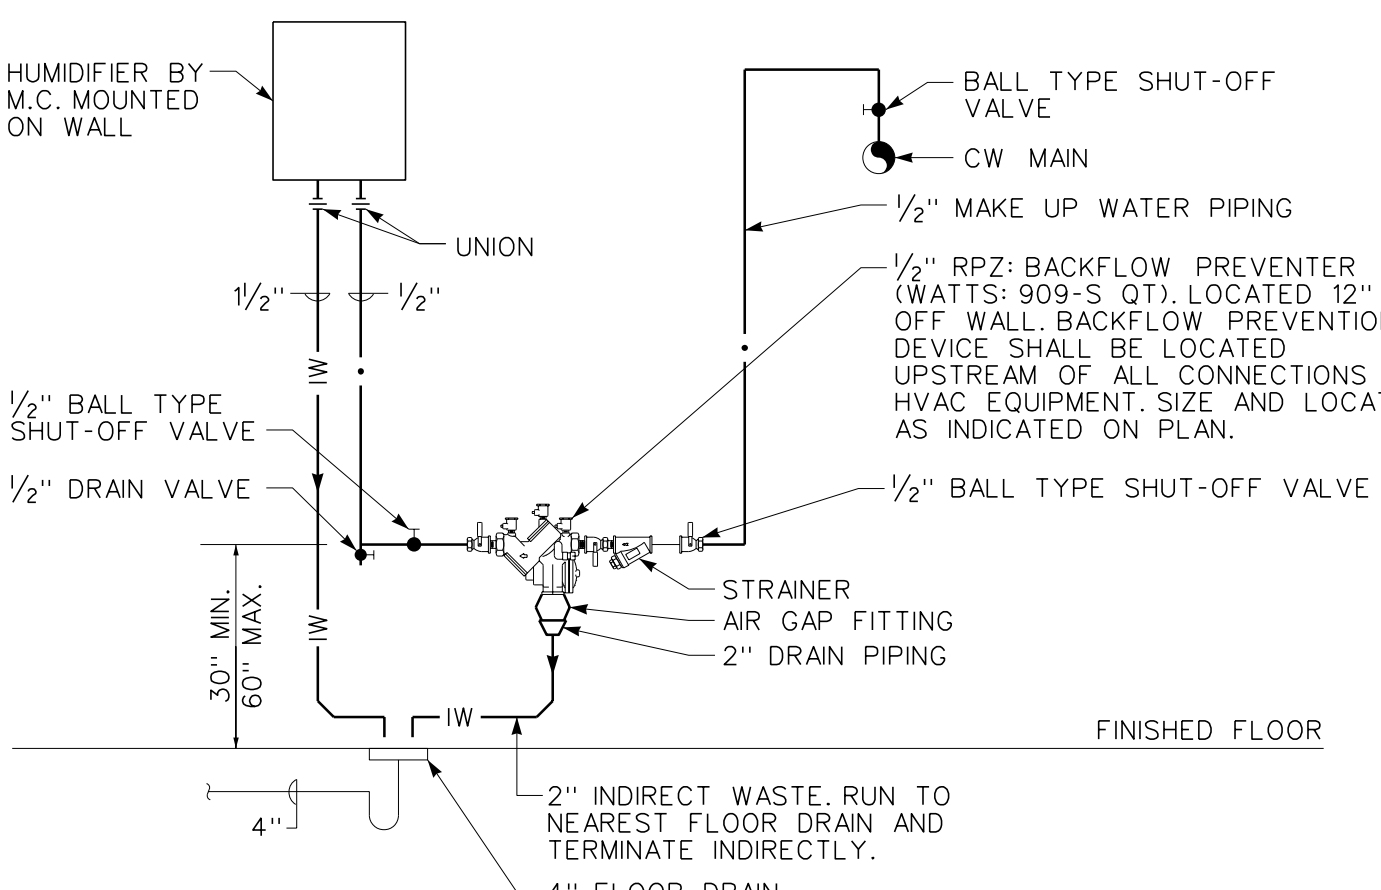 HUMIDIFIER BY
M.C. MOUNTED
ON WALL
BALL TYPE SHUT-OFF
VALVE
CW MAIN
1/2" MAKE UP WATER PIPING
UNION
1/2" RPZ: BACKFLOW PREVENTER
(WATTS: 909-S QT). LOCATED 12"
OFF WALL. BACKFLOW
DEVICE SHALL BE LOCATED
UPSTREAM OF ALL CONNECTIONS
HVAC EQUIPMENT. SIZE AND
AS INDICATED ON PLAN.
1 1/2"
1/2"
IW
1/2" BALL TYPE
SHUT-OFF VALVE
1/2" DRAIN VALVE
1/2" BALL TYPE SHUT-OFF VALVE
STRAINER
AIR GAP FITTING
2" DRAIN PIPING
30" MIN.
60" MAX.
IW
IW
FINISHED FLOOR
4"
2" INDIRECT WASTE. RUN TO
NEAREST FLOOR DRAIN AND
TERMINATE INDIRECTLY.
4" FLOOR DRAIN